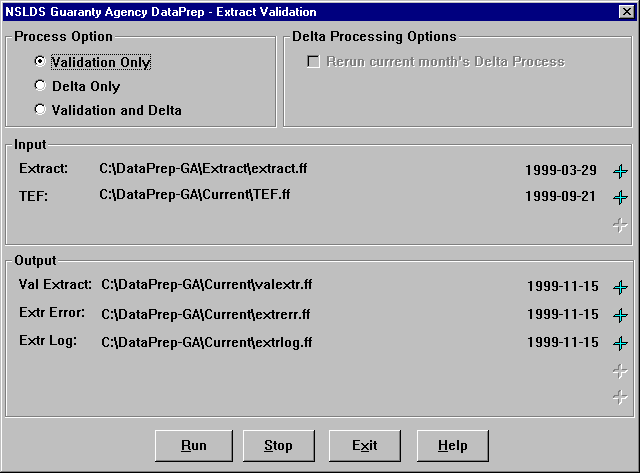 NSLDS Guaranty Agency DataPrep - Extract Validation
Process Option
Validation Only
Delta Only
Validation and Delta
Delta Processing Options
Rerun current month's Delta Process
Input
Extract: C:\DataPrep-GA\Extract\extract.ff 1999-03-29
TEF: C:\DataPrep-GA\Current\TEF.ff 1999-09-21
Output
Val Extract: C:\DataPrep-GA\Current\valextr.ff 1999-11-15
Extr Error: C:\DataPrep-GA\Current\extrerr.ff 1999-11-15
Extr Log: C:\DataPrep-GA\Current\extrlog.ff 1999-11-15
Run Stop Exit Help